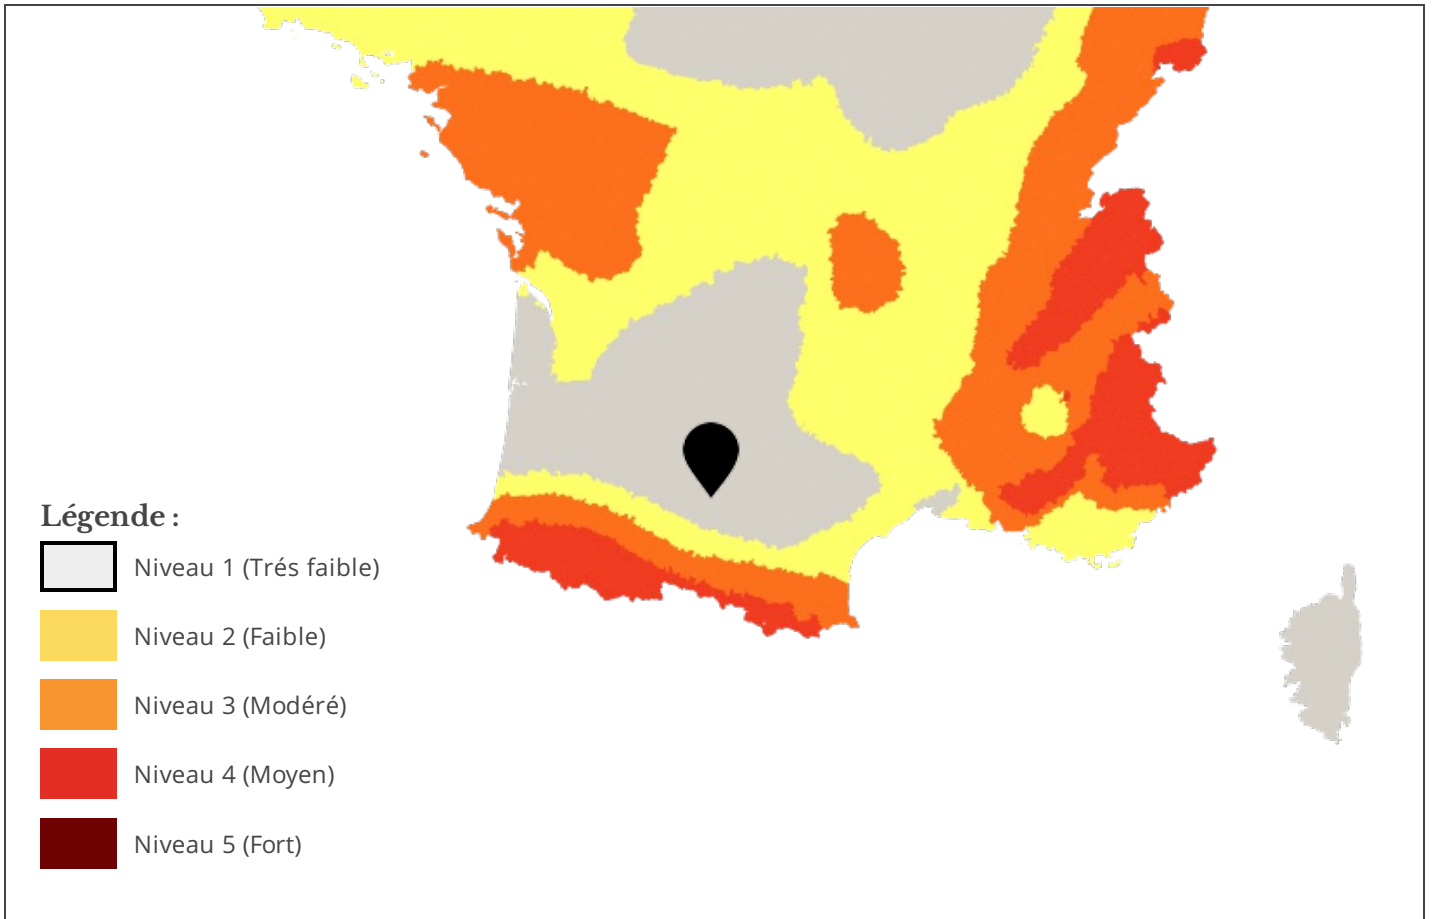 Légende :
Niveau 1 (Trés faible)
Niveau 2 (Faible)
Niveau 3 (Modéré)
Niveau 4 (Moyen)
Niveau 5 (Fort)